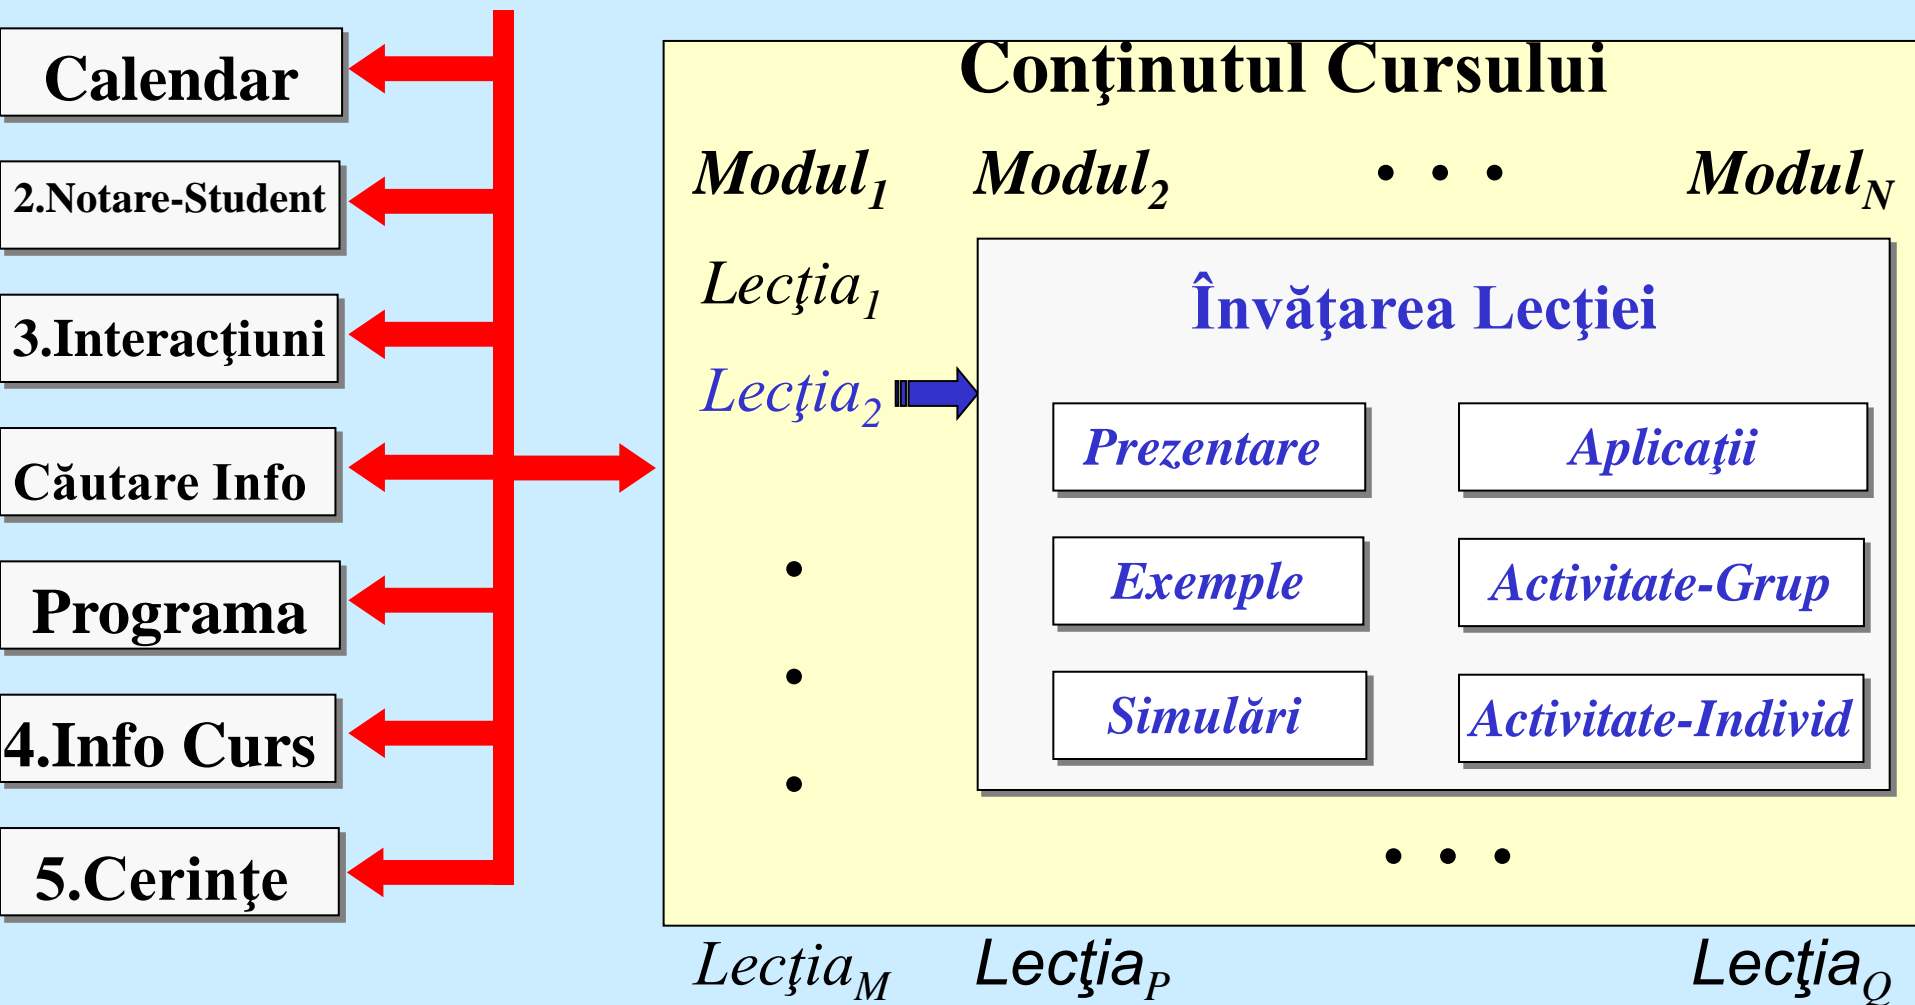 Calendar
2.Notare-Student
3.Interacţiuni
Căutare Info
Programa
4.Info Curs
5.Cerinţe
Conţinutul Cursului
Modul1 Modul2 • • • ModulN
Lecţia1
Lecţia2
Învăţarea Lecţiei
Prezentare Aplicaţii
Exemple Activitate-Grup
Simulări Activitate-Individ
• • •
LecţiaM LecţiaP LecţiaQ